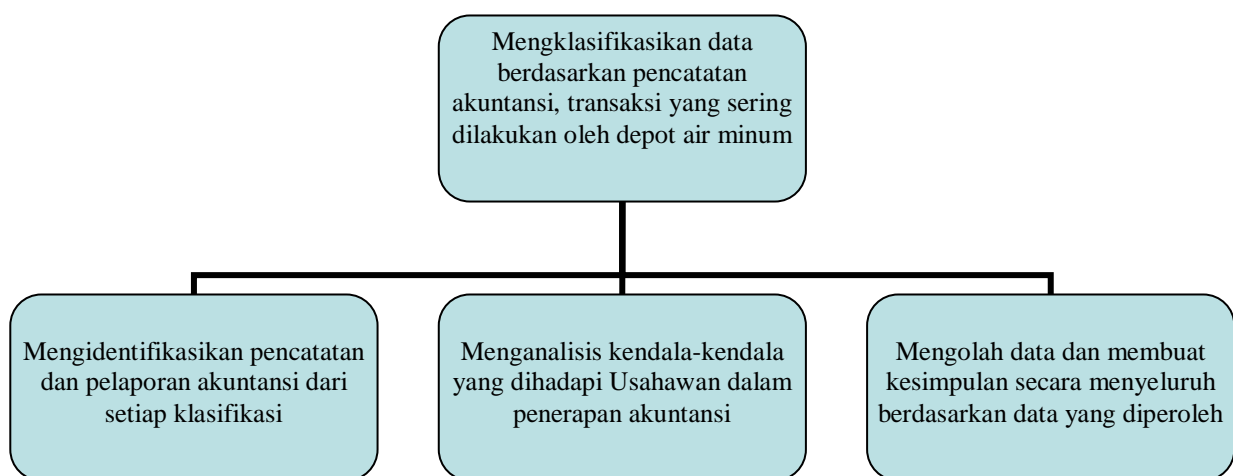 Mengklasifikasikan data
berdasarkan pencatatan
akuntansi, transaksi yang sering
dilakukan oleh depot air minum
Mengidentifikasikan pencatatan
dan pelaporan akuntansi dari
setiap klasifikasi
Menganalisis kendala-kendala
yang dihadapi Usahawan dalam
penerapan akuntansi
Mengolah data dan membuat
kesimpulan secara menyeluruh
berdasarkan data yang diperoleh